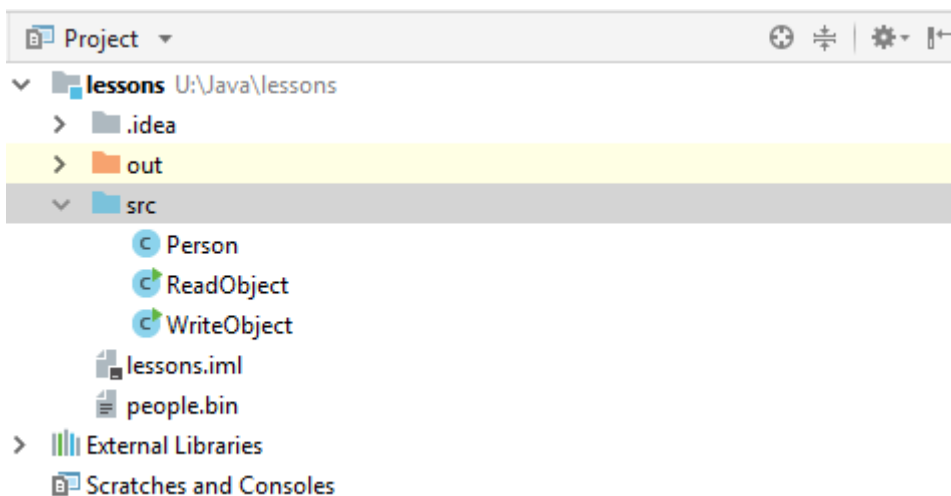 Project
lessons U:\Java\lessons
.idea
out
src
Person
ReadObject
WriteObject
lessons.iml
people.bin
External Libraries
Scratches and Consoles